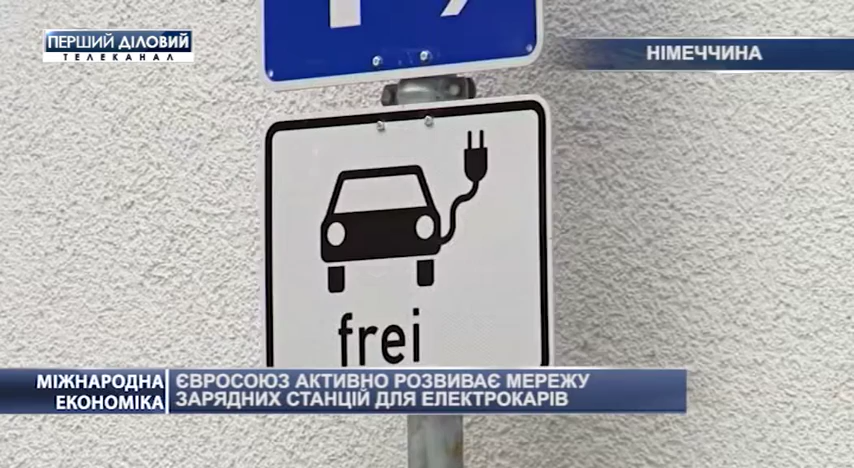 ПЕРШИЙ ДІЛОВИЙ
ТЕЛЕКАНАЛ
НІМЕЧЧИНА
frei
МІЖНАРОДНА
ЕКОНОМІКА
ЄВРОСОЮЗ АКТИВНО РОЗВИВАЄ МЕРЕЖУ
ЗАРЯДНИХ СТАНЦІЙ ДЛЯ ЕЛЕКТРОКАРІВ